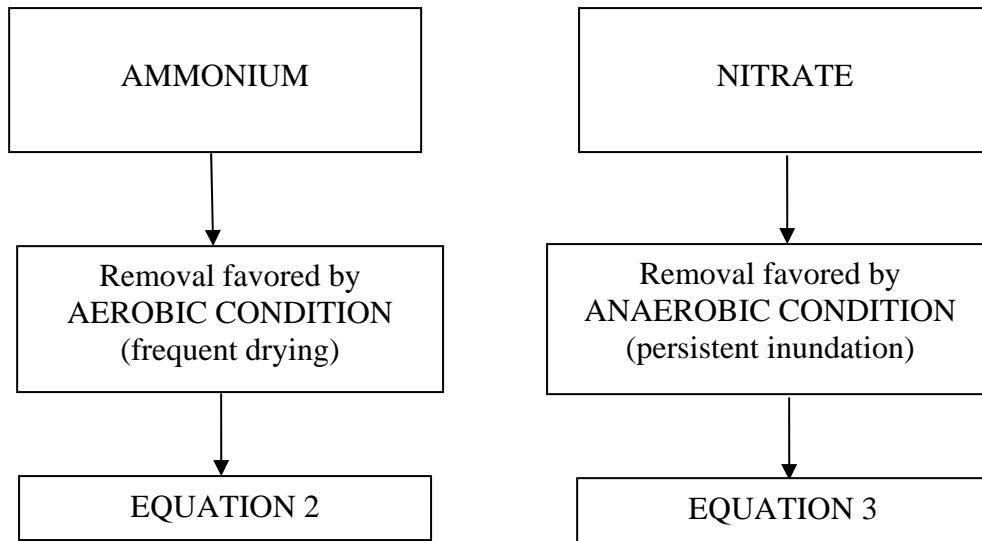 AMMONIUM
Removal favored by
AEROBIC CONDITION
(frequent drying)
EQUATION 2
NITRATE
Removal favored by
ANAEROBIC CONDITION
(persistent inundation)
EQUATION 3